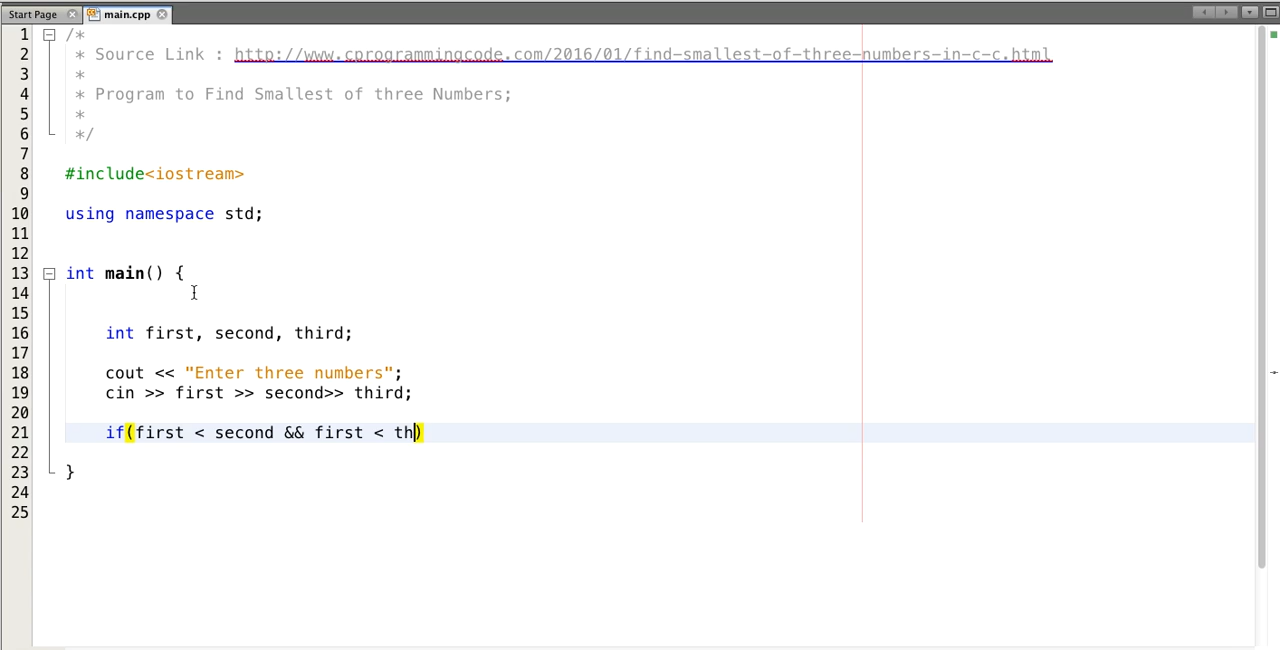 Start Page main.cpp
1 /*
2 * Source Link : http://www.cprogrammingcode.com/2016/01/find-smallest-of-three-numbers-in-c-c.html
3 *
4 * Program to Find Smallest of three Numbers;
5 *
6 */
7
8 #include<iostream>
9
10 using namespace std;
11
12
13 int main() {
14
15
16 int first, second, third;
17
18 cout << "Enter three numbers";
19 cin >> first >> second>> third;
20
21 if(first < second && first < th)
22
23 }
24
25